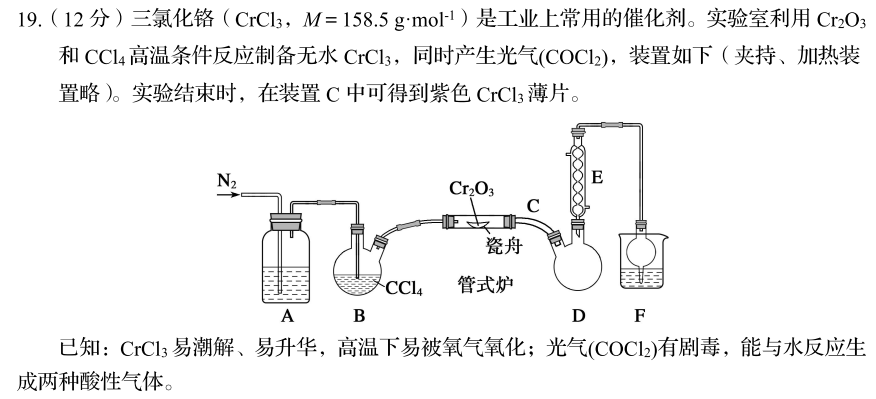 19.（12 分）三氯化铬（CrCl₃，M = 158.5 g·mol⁻¹）是工业上常用的催化剂。实验室利用 Cr₂O₃
和 CCl₄ 高温条件反应制备无水 CrCl₃，同时产生光气(COCl₂)，装置如下（夹持、加热装
置略）。实验结束时，在装置 C 中可得到紫色 CrCl₃ 薄片。
N₂
Cr₂O₃
C
E
瓷舟
CCl₄
管式炉
A
B
D
F
已知：CrCl₃ 易潮解、易升华，高温下易被氧气氧化；光气(COCl₂)有剧毒，能与水反应生
成两种酸性气体。